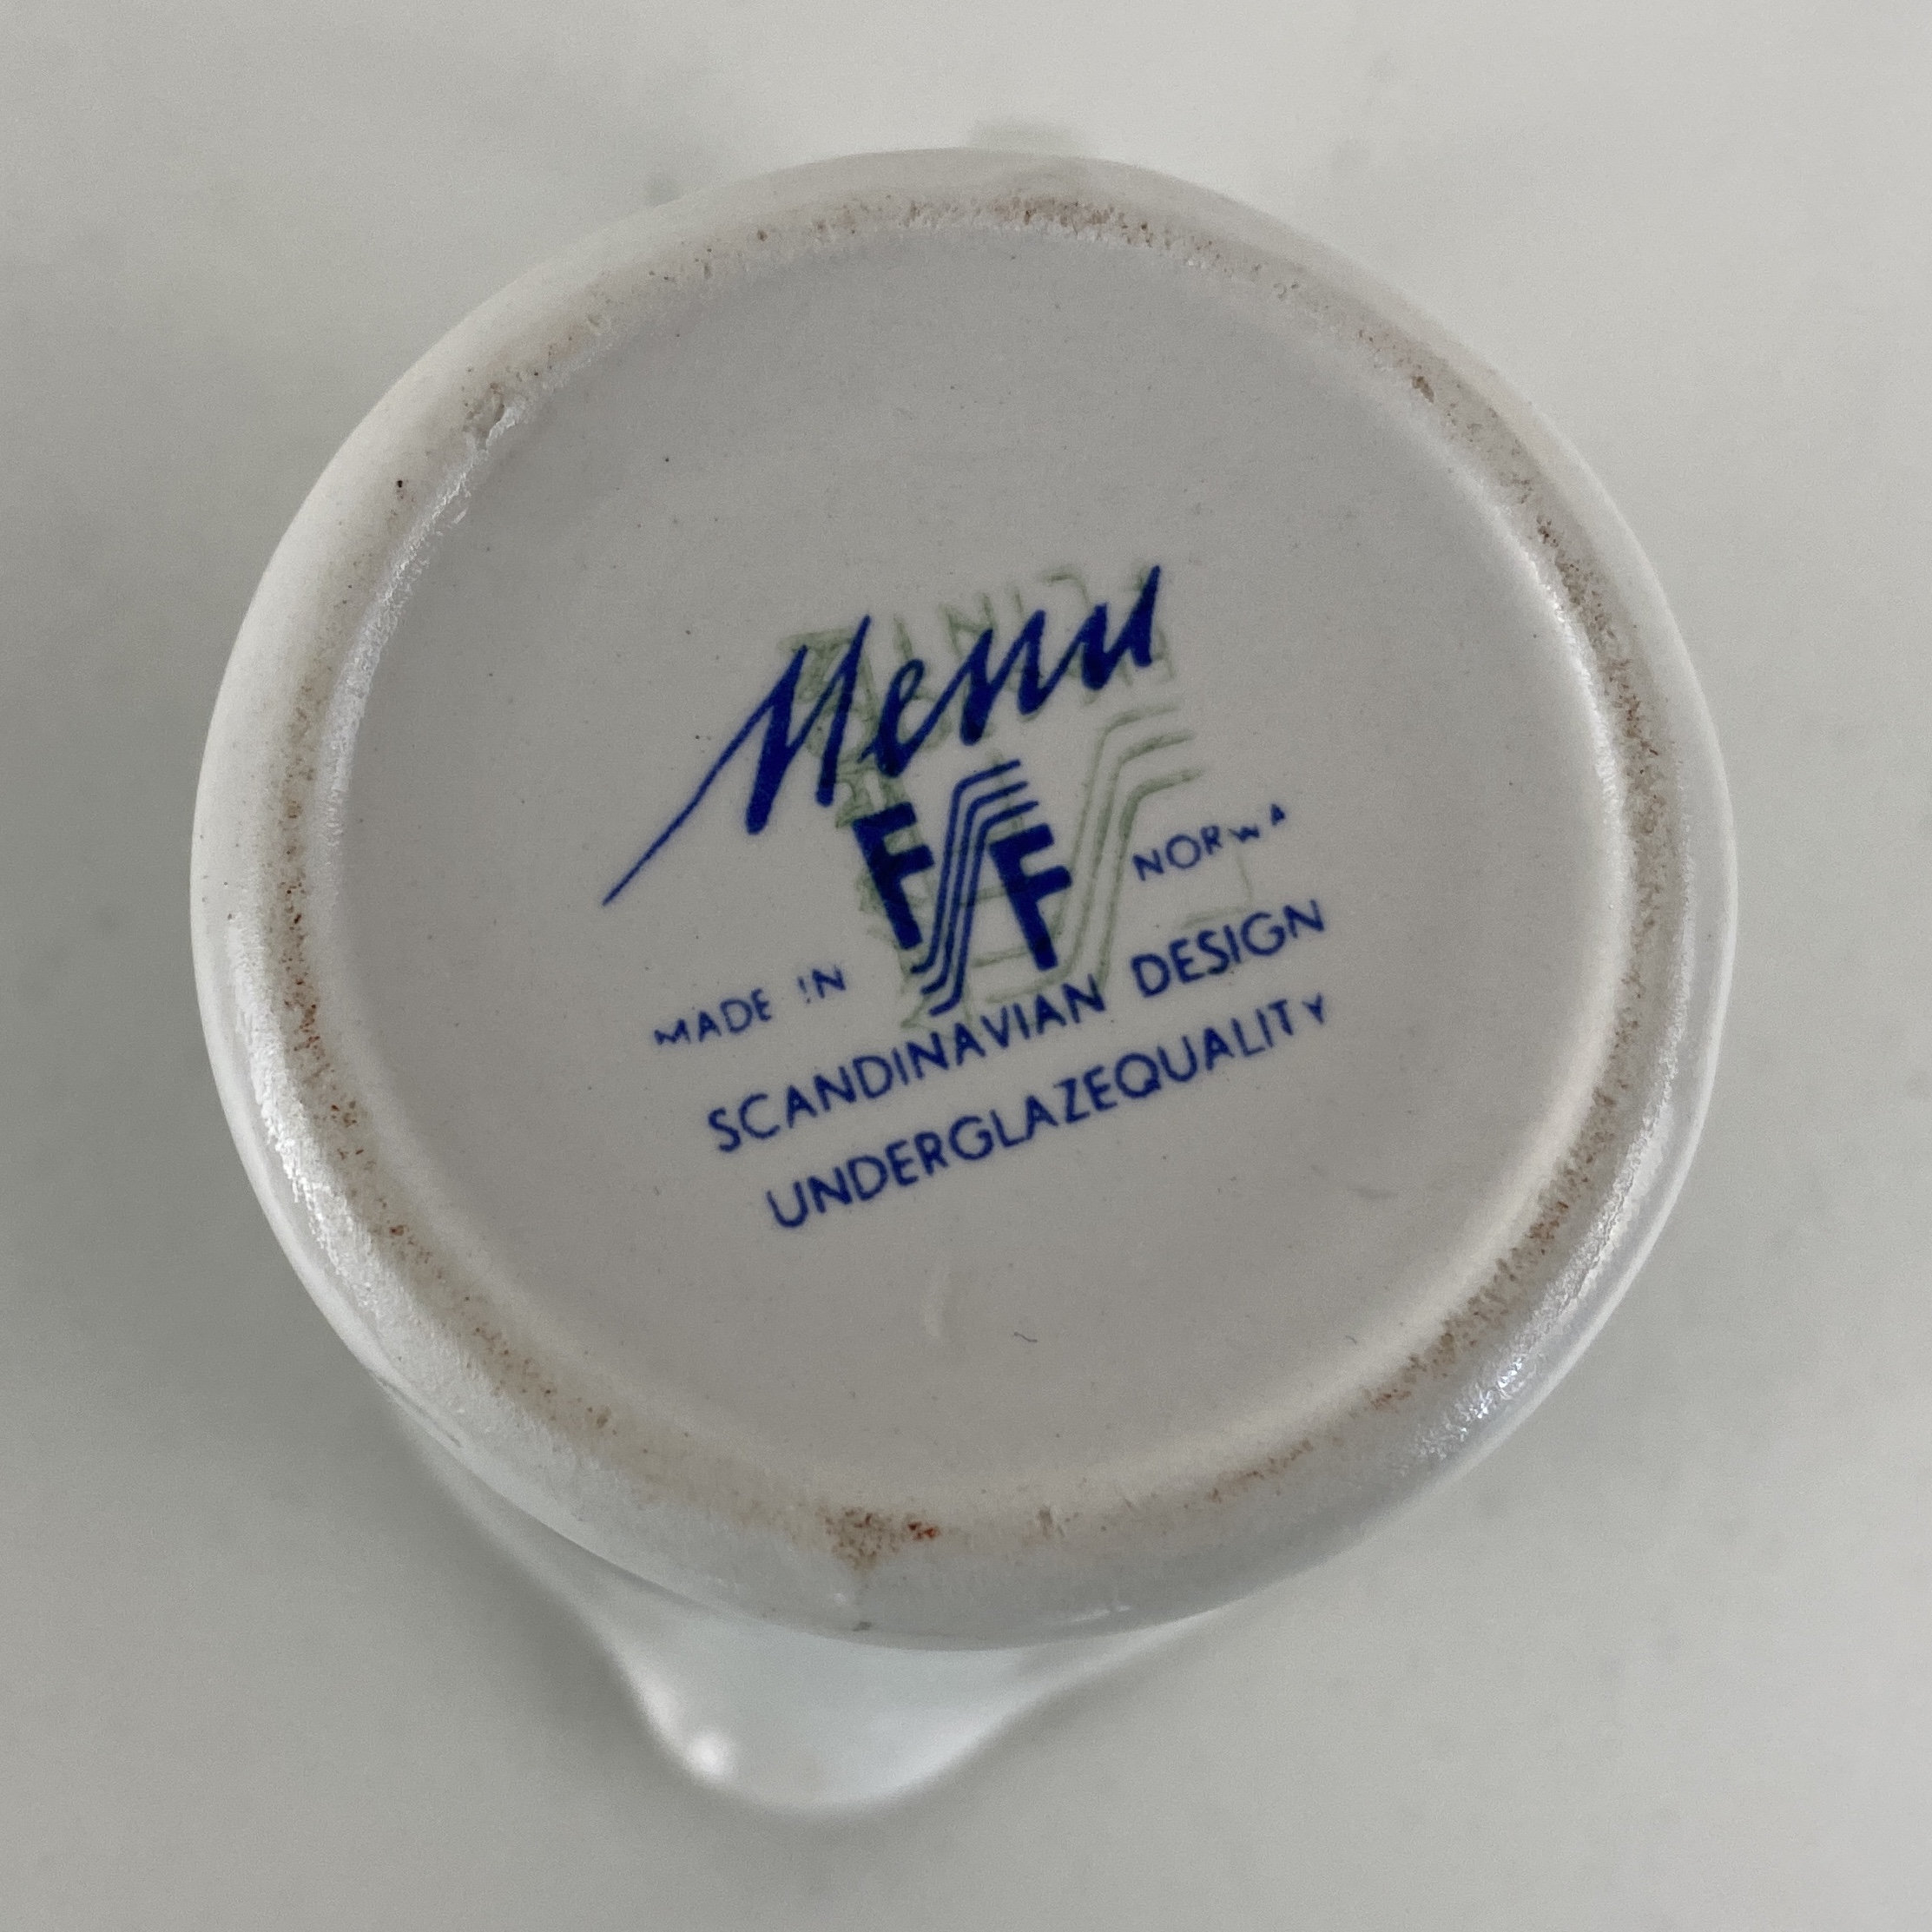 Menu
FF
MADE IN NORWA
SCANDINAVIAN DESIGN
UNDERGLAZEQUALITY